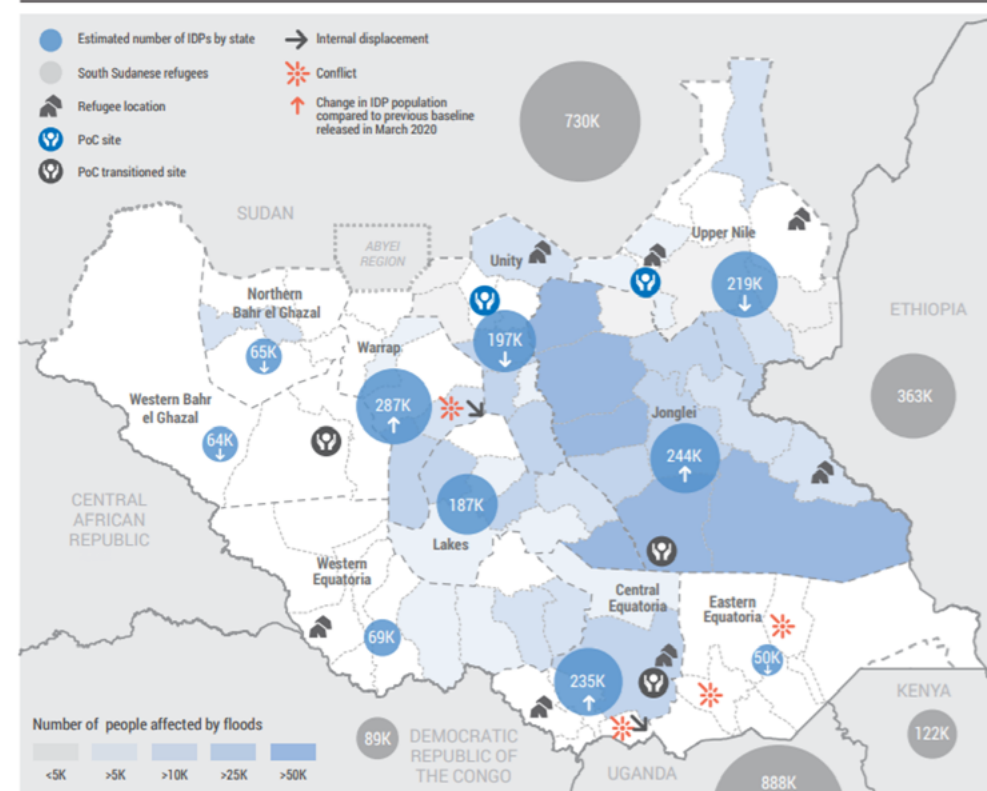 Estimated number of IDPs by state
South Sudanese refugees
Refugee location
PoC site
PoC transitioned site
Internal displacement
Conflict
Change in IDP population
compared to previous baseline
released in March 2020
730K
SUDAN
ABYEI
REGION
Unity
Upper Nile
219K
Northern
Bahr el Ghazal
65K
Warrap
197K
ETHIOPIA
363K
Western Bahr
el Ghazal
64K
287K
Jonglei
244K
187K
Lakes
CENTRAL
AFRICAN
REPUBLIC
Western
Equatoria
69K
Central
Equatoria
Eastern
Equatoria
50K
235K
KENYA
122K
Number of people affected by floods
<5K
>5K
>10K
>25K
>50K
89K
DEMOCRATIC
REPUBLIC OF
THE CONGO
UGANDA
888K